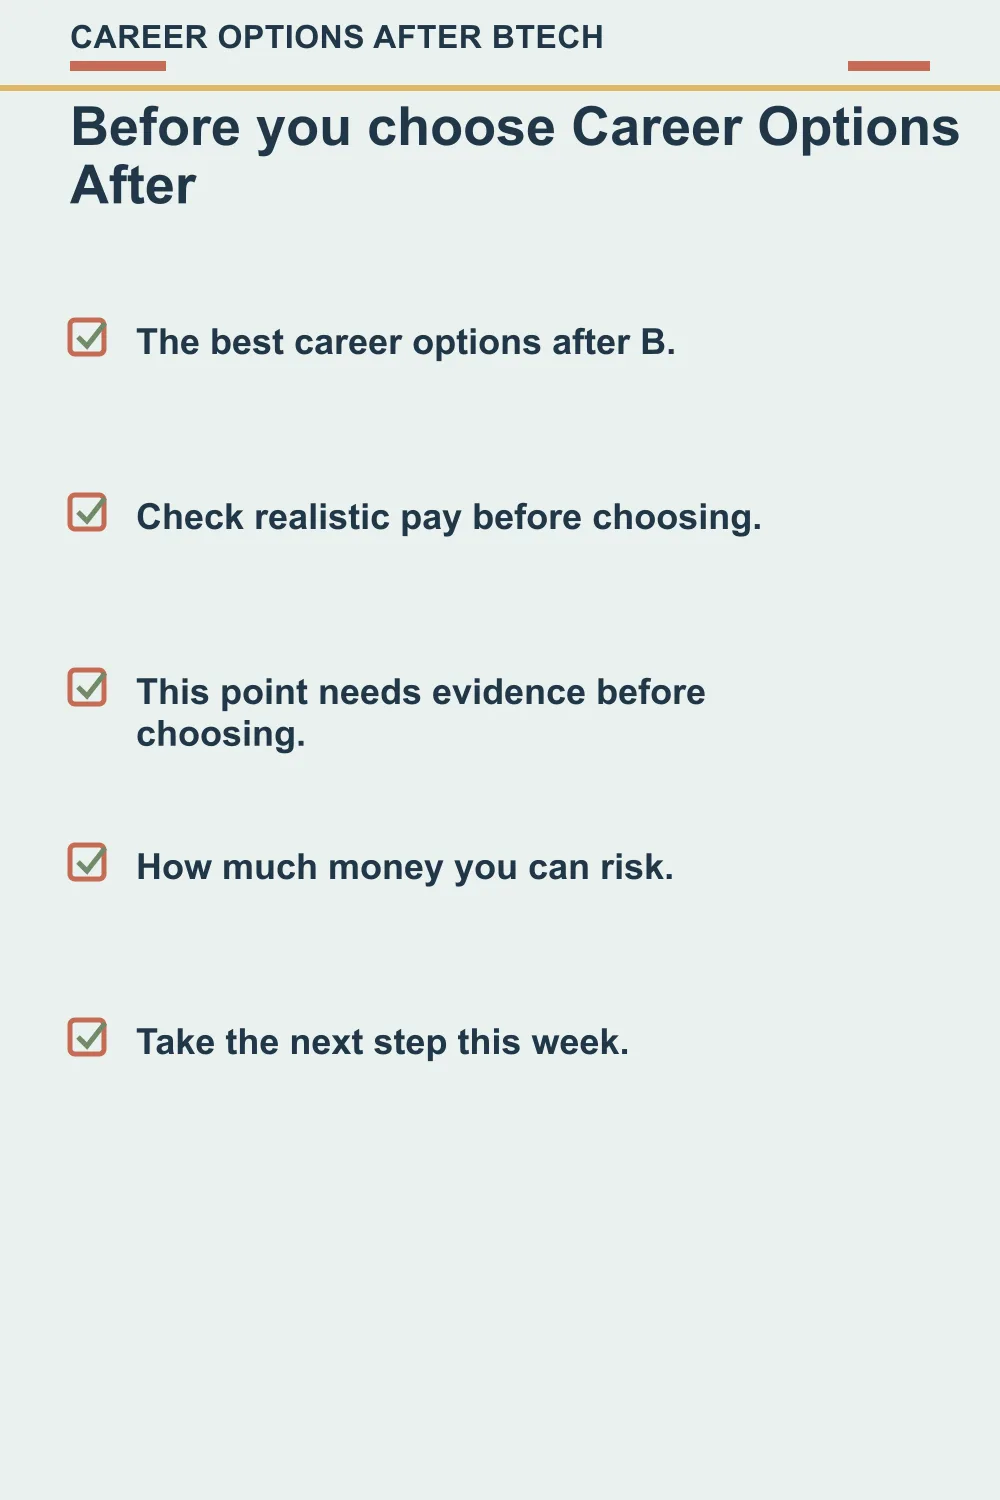 CAREER OPTIONS AFTER BTECH
Before you choose Career Options
After
The best career options after B.
Check realistic pay before choosing.
This point needs evidence before
choosing.
How much money you can risk.
Take the next step this week.